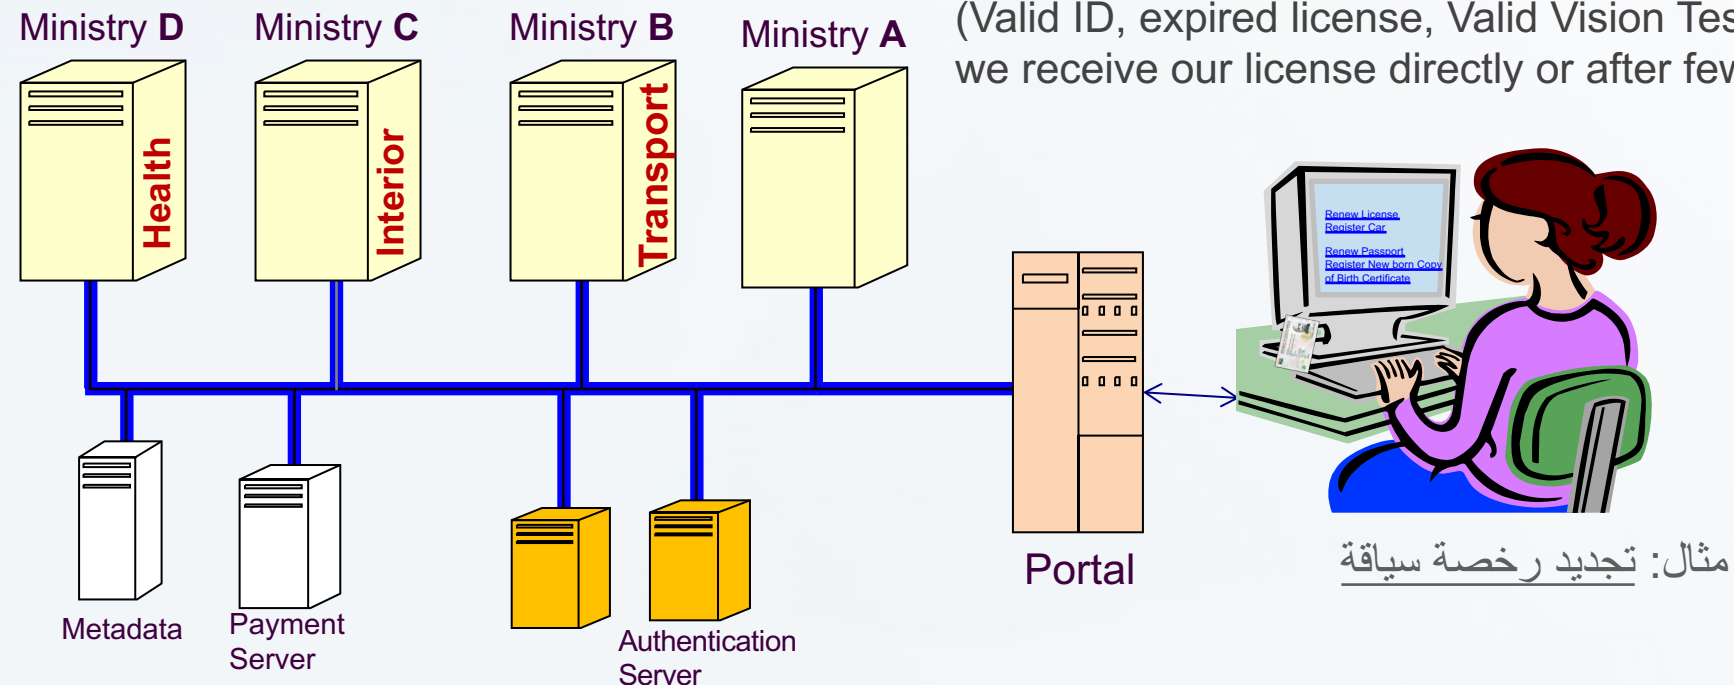 Ministry D
Ministry C
Ministry B
Ministry A
(Valid ID, expired license, Valid Vision Tes
we receive our license directly or after few
Health
Interior
Transport
Renew License
Register Car
Renew Passport
Register New born Copy
of Birth Certificate
Portal
مثال: تجديد رخصة سياقة
Metadata
Payment
Server
Authentication
Server